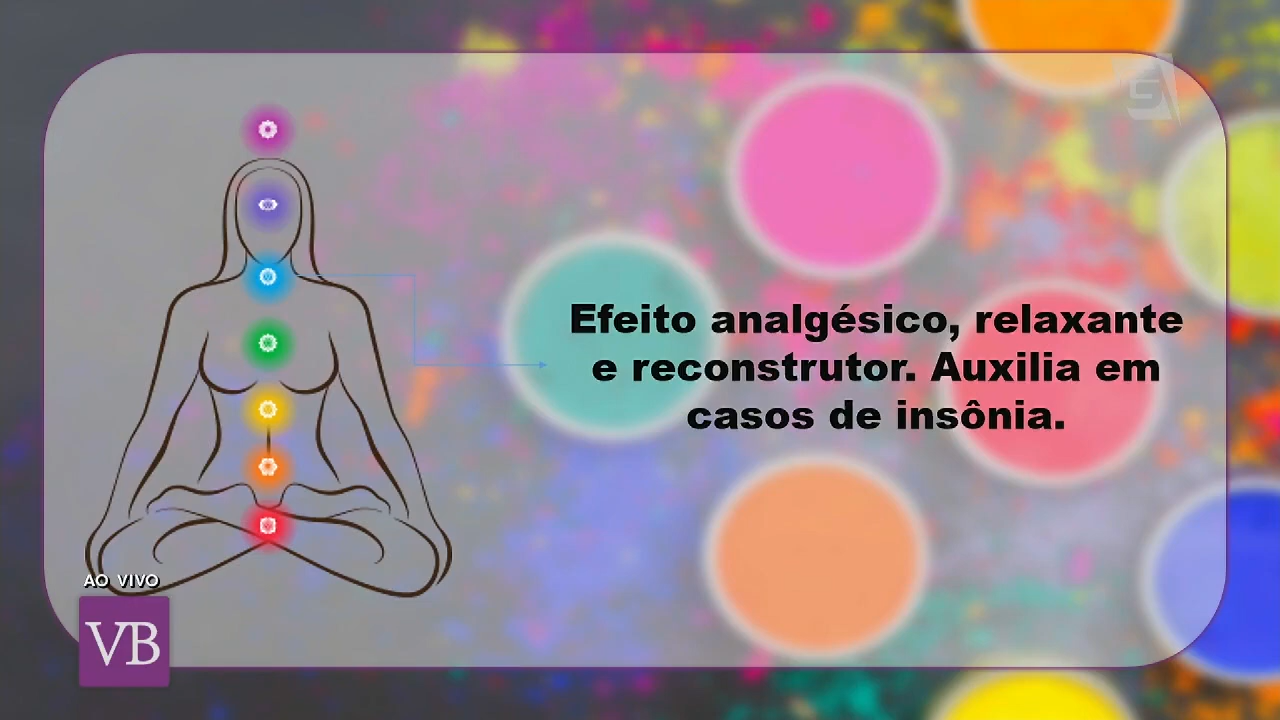 Efeito analgésico, relaxante
e reconstrutor. Auxilia em
casos de insônia.
AO VIVO
VB